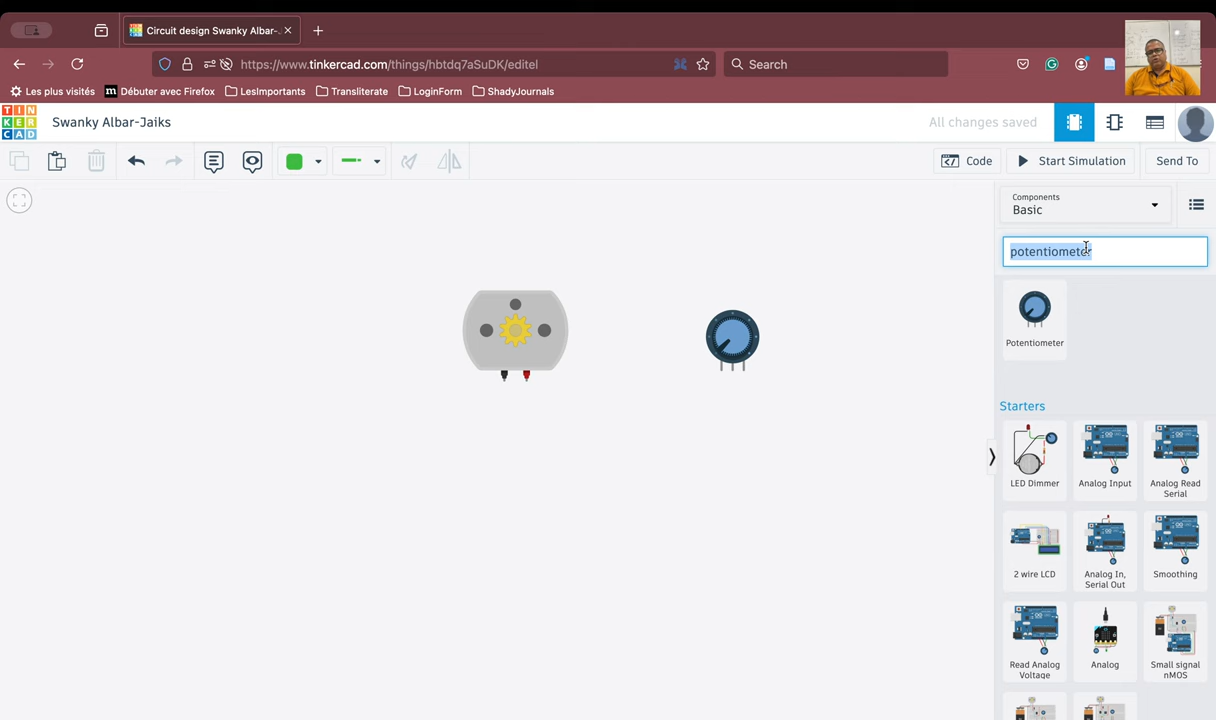 Circuit design Swanky Albar-
https://www.tinkercad.com/things/hbtdq7aSuDK/editel
Search
Les plus visités
Débuter avec Firefox
LesImportants
Transliterate
LoginForm
ShadyJournals
TIN
KER
CAD
Swanky Albar-Jaiks
All changes saved
Code
Start Simulation
Send To
Components
Basic
potentiometer
Potentiometer
Starters
LED Dimmer
Analog Input
Analog Read
Serial
2 wire LCD
Analog In,
Serial Out
Smoothing
Read Analog
Voltage
Analog
Small signal
nMOS